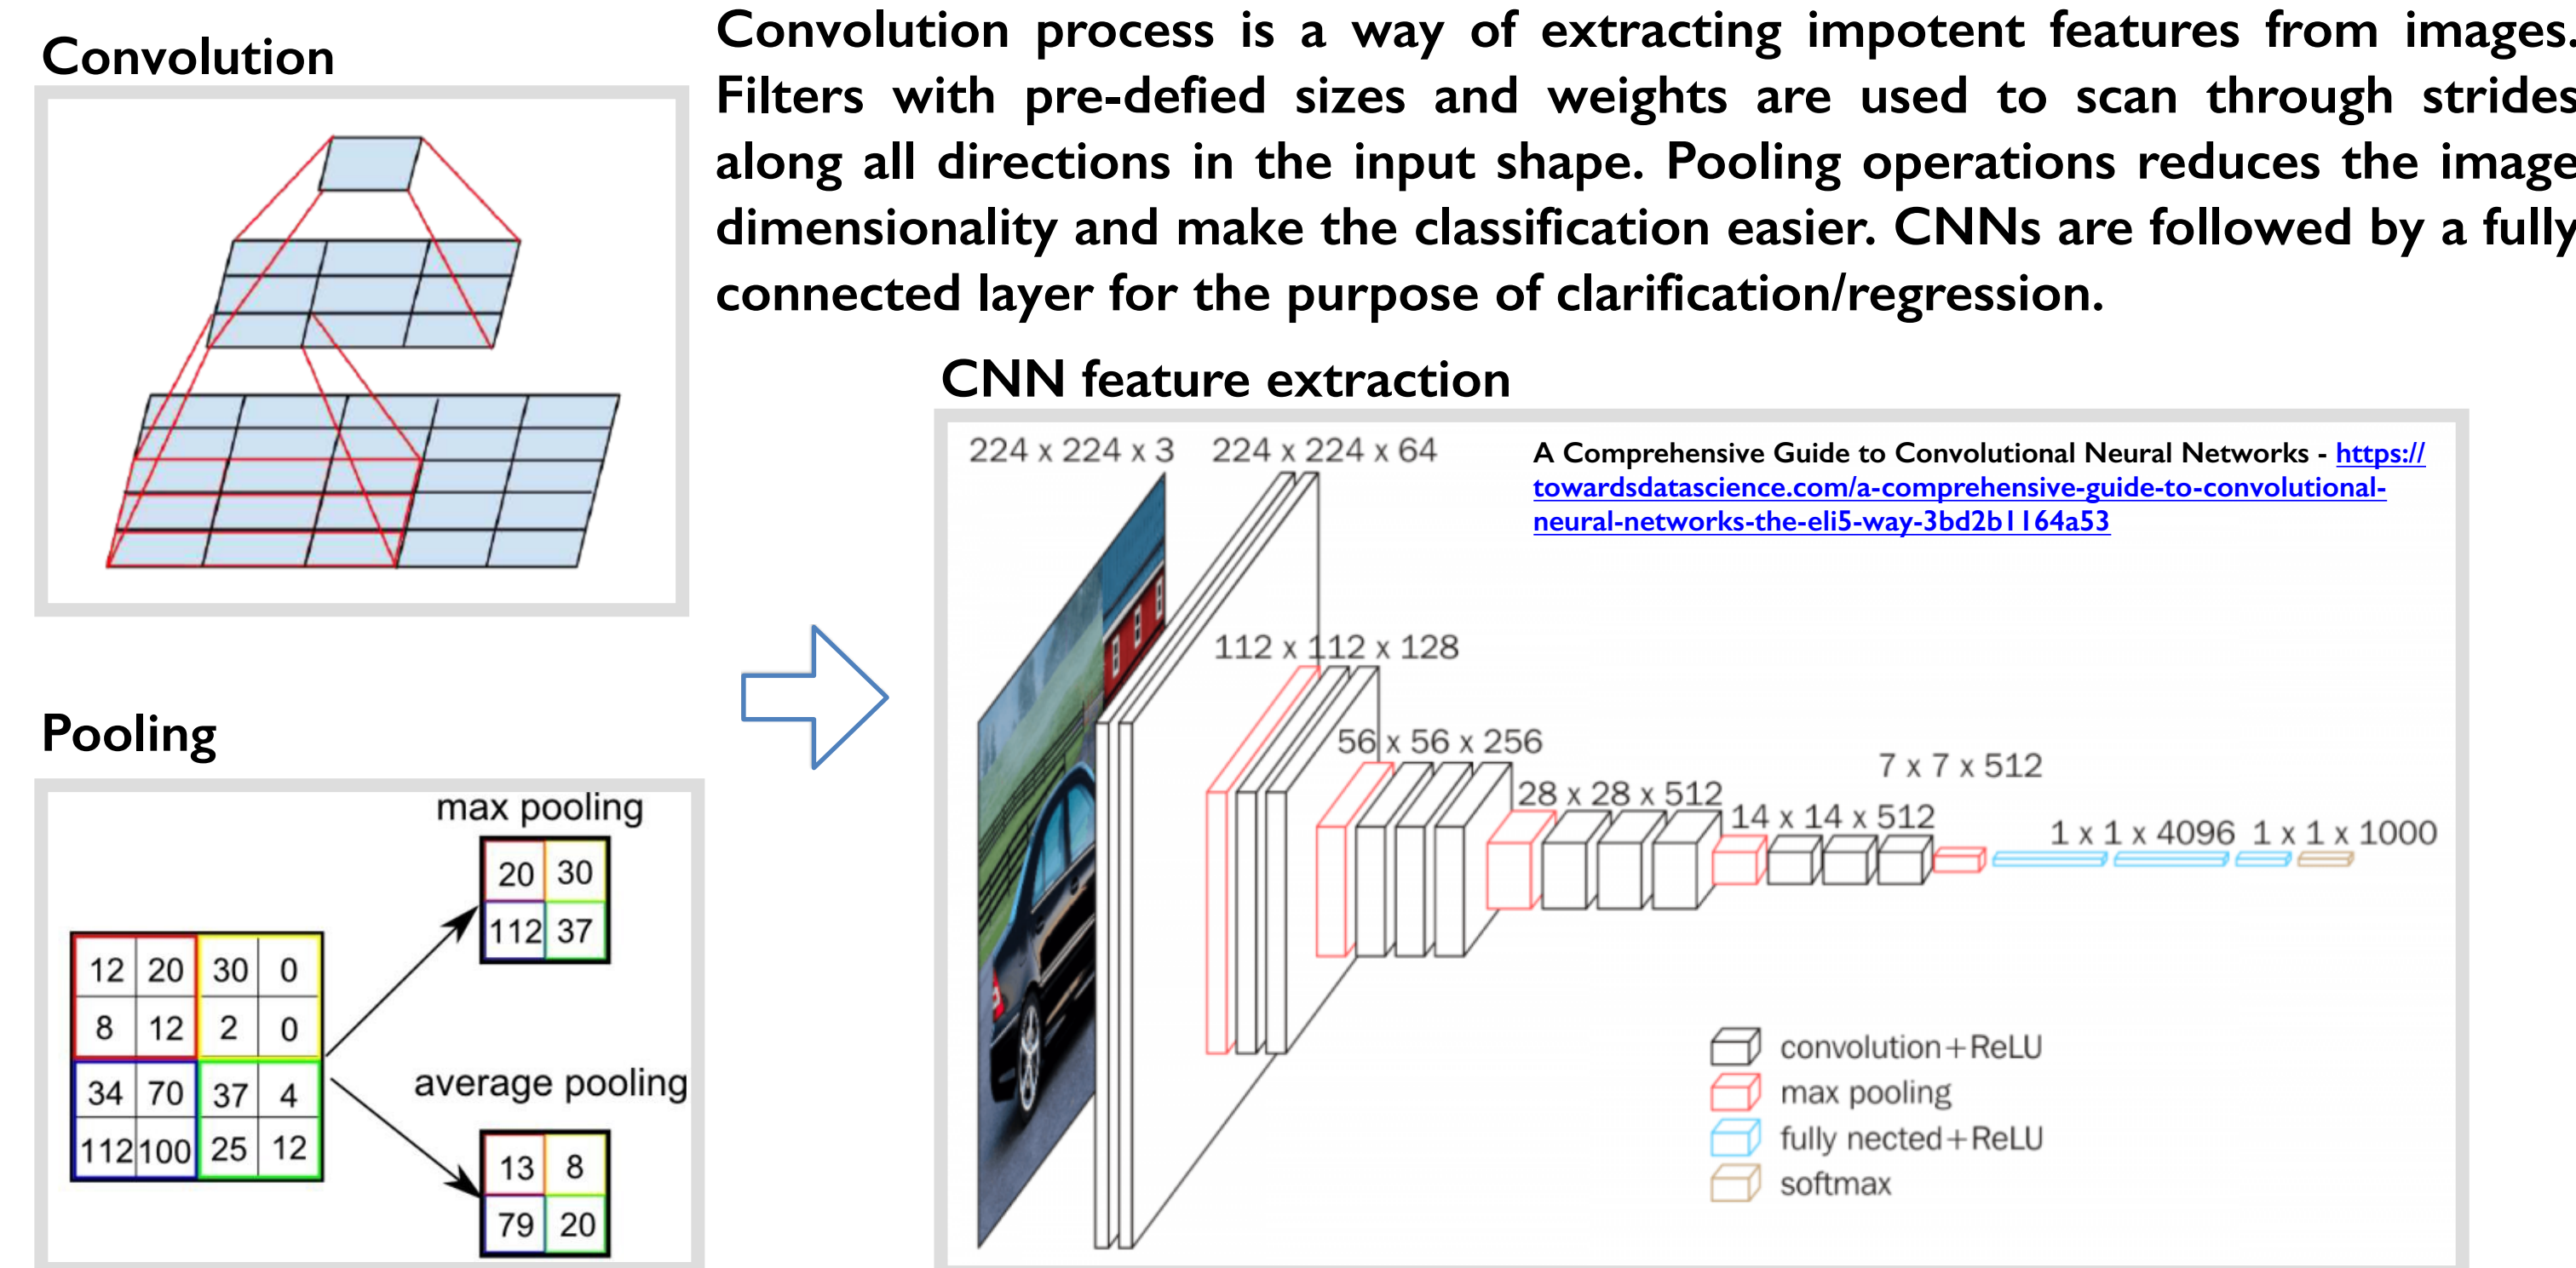 Convolution
Convolution process is a way of extracting impotent features from images.
Filters with pre-defied sizes and weights are used to scan through strides
along all directions in the input shape. Pooling operations reduces the image
dimensionality and make the classification easier. CNNs are followed by a fully
connected layer for the purpose of clarification/regression.
CNN feature extraction
224 x 224 x 3 224 x 224 x 64
A Comprehensive Guide to Convolutional Neural Networks - https://
towardsdatascience.com/a-comprehensive-guide-to-convolutional-
neural-networks-the-eli5-way-3bd2b1164a53
112 x 112 x 128
56 x 56 x 256
28 x 28 x 512
14 x 14 x 512
7 x 7 x 512
1 x 1 x 4096 1 x 1 x 1000
convolution+ReLU
max pooling
fully nected+ReLU
softmax
Pooling
max pooling
20 30
112 37
12 20 30 0
8 12 2 0
34 70 37 4
112 100 25 12
average pooling
13 8
79 20